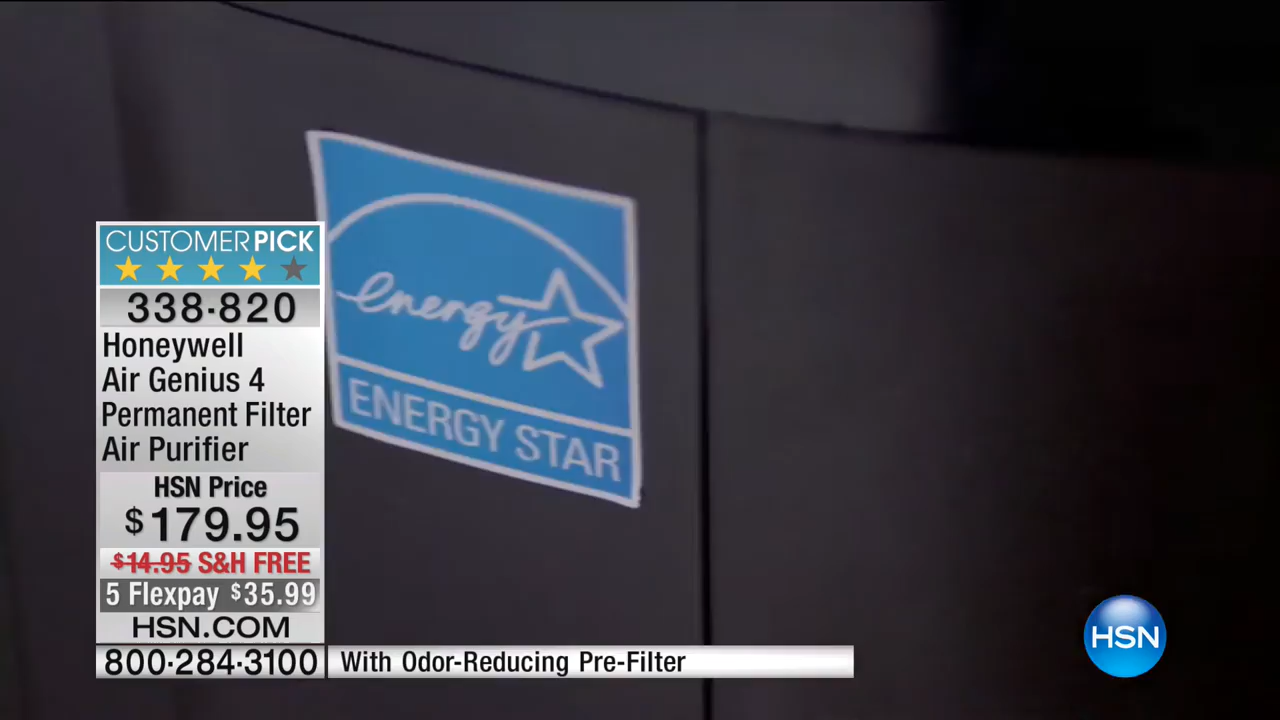 CUSTOMER PICK
338-820
Honeywell
Air Genius 4
Permanent Filter
Air Purifier
HSN Price
$179.95
$14.95 S&H FREE
5 Flexpay $35.99
HSN.COM
800·284·3100
With Odor-Reducing Pre-Filter
energy
ENERGY STAR
HSN